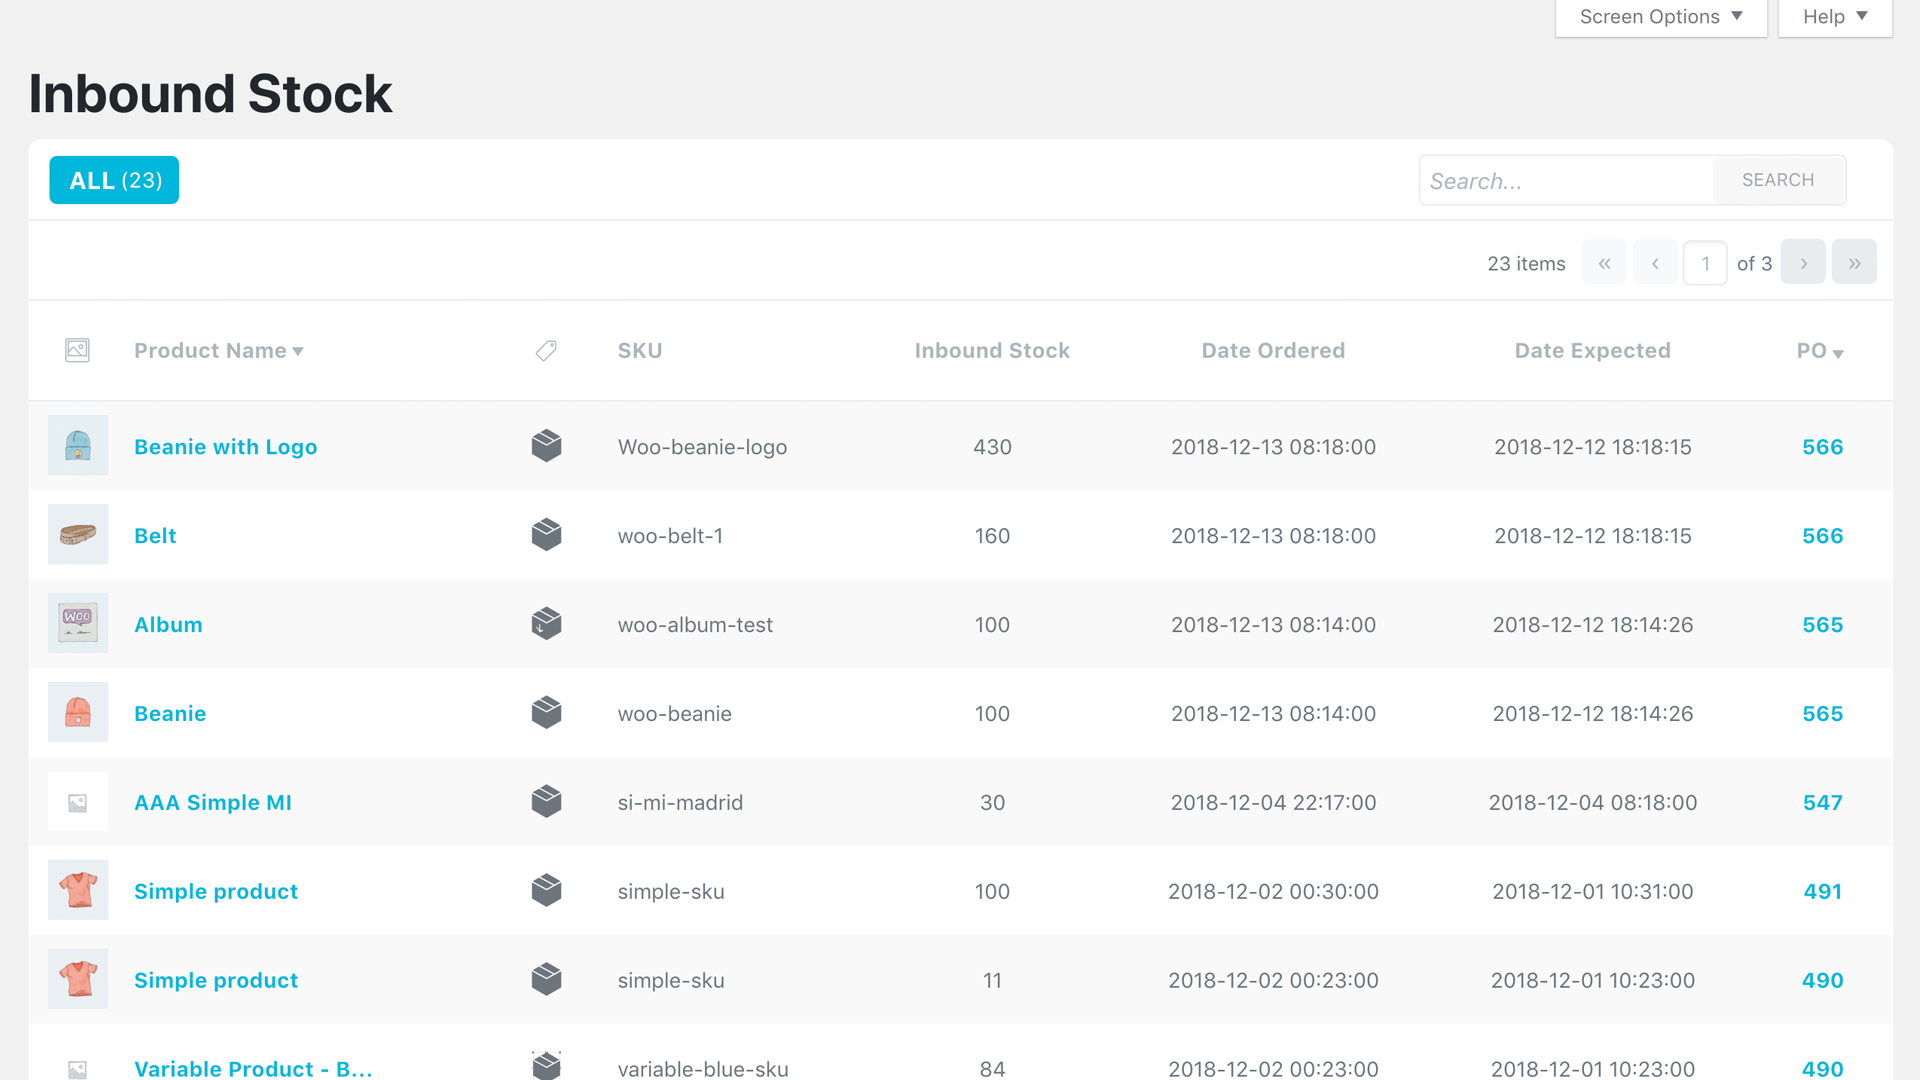 Screen Options ▼ Help ▼
Inbound Stock
ALL (23) Search... SEARCH
23 items « ‹ 1 of 3 › »
Product Name ▼ SKU Inbound Stock Date Ordered Date Expected PO ▼
Beanie with Logo Woo-beanie-logo 430 2018-12-13 08:18:00 2018-12-12 18:18:15 566
Belt woo-belt-1 160 2018-12-13 08:18:00 2018-12-12 18:18:15 566
WOO
Album woo-album-test 100 2018-12-13 08:14:00 2018-12-12 18:14:26 565
Beanie woo-beanie 100 2018-12-13 08:14:00 2018-12-12 18:14:26 565
AAA Simple MI si-mi-madrid 30 2018-12-04 22:17:00 2018-12-04 08:18:00 547
Simple product simple-sku 100 2018-12-02 00:30:00 2018-12-01 10:31:00 491
Simple product simple-sku 11 2018-12-02 00:23:00 2018-12-01 10:23:00 490
Variable Product - B... variable-blue-sku 84 2018-12-02 00:23:00 2018-12-01 10:23:00 490